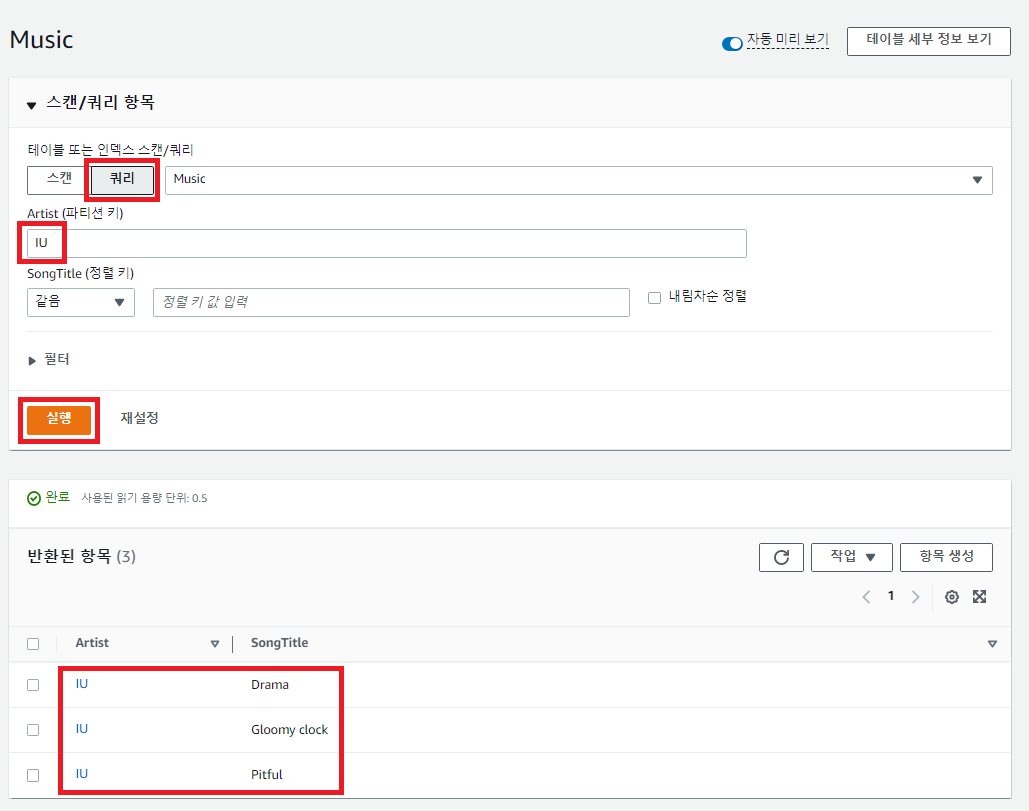 Music
자동 미리 보기
테이블 세부 정보 보기
스캔/쿼리 항목
테이블 또는 인덱스 스캔/쿼리
스캔
쿼리
Music
Artist (파티션 키)
IU
SongTitle (정렬 키)
같음
정렬 키 값 입력
내림차순 정렬
필터
실행
재설정
완료
사용된 읽기 용량 단위: 0.5
반환된 항목 (3)
작업
항목 생성
1
Artist
SongTitle
IU Drama
IU Gloomy clock
IU Pitful